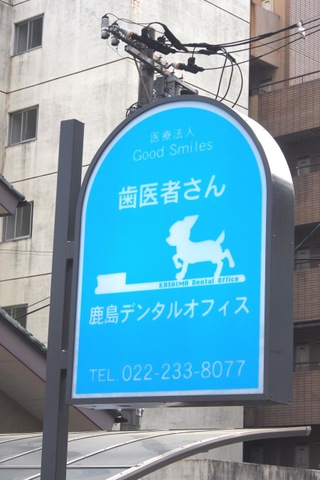 医療法人
Good Smiles
歯医者さん
KASHIMA Dental Office
鹿島デンタルオフィス
TEL.022-233-8077